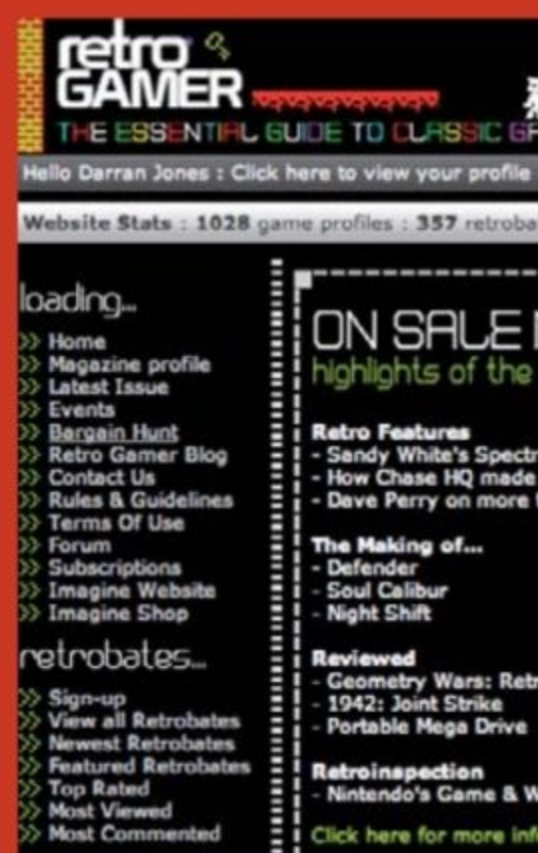 retro
GAMER
THE ESSENTIAL GUIDE TO CLASSIC
Hello Darran Jones : Click here to view your profile
Website Stats : 1028 game profiles : 357
loading...
>> Home
>> Magazine profile
>> Latest Issue
>> Events
>> Bargain Hunt
>> Retro Gamer Blog
>> Contact Us
>> Rules & Guidelines
>> Terms Of Use
>> Forum
>> Subscriptions
>> Imagine Website
>> Imagine Shop
retrobates...
>> Sign-up
>> View all Retrobates
>> Newest Retrobates
>> Featured Retrobates
>> Top Rated
>> Most Viewed
>> Most Commented
ON SALE
highlights of the
Retro Features
- Sandy White's
- How Chase HQ made
- Dave Perry on more
The Making of...
- Defender
- Soul Calibur
- Night Shift
Reviewed
- Geometry Wars:
- 1942: Joint Strike
- Portable Mega Drive
Retroinspection
- Nintendo's Game &
Click here for more